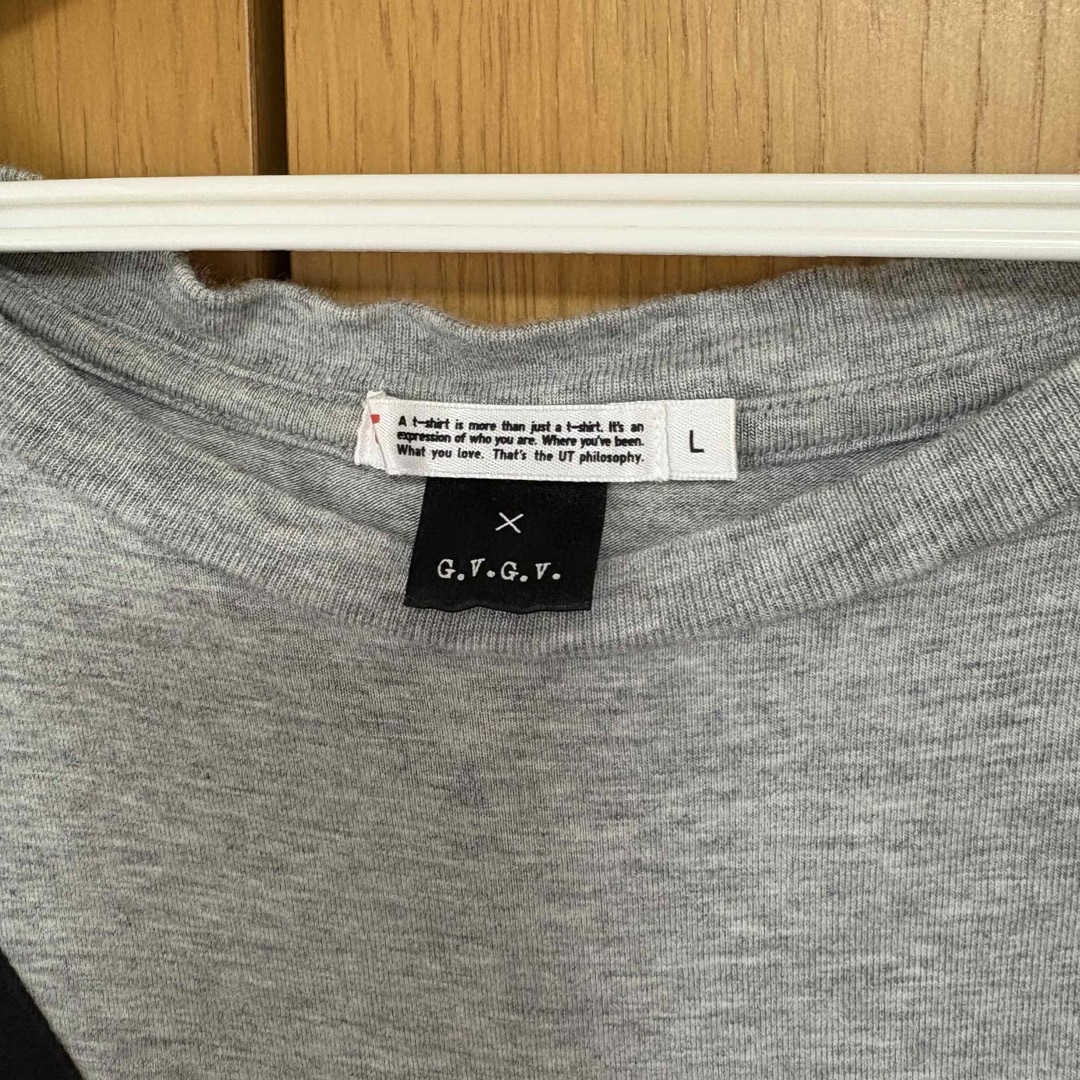 A t-shirt is more than just a t-shirt. It's an
expression of who you are. Where you've been.
What you love. That's the UT philosophy.
L
×
G.V.G.V.